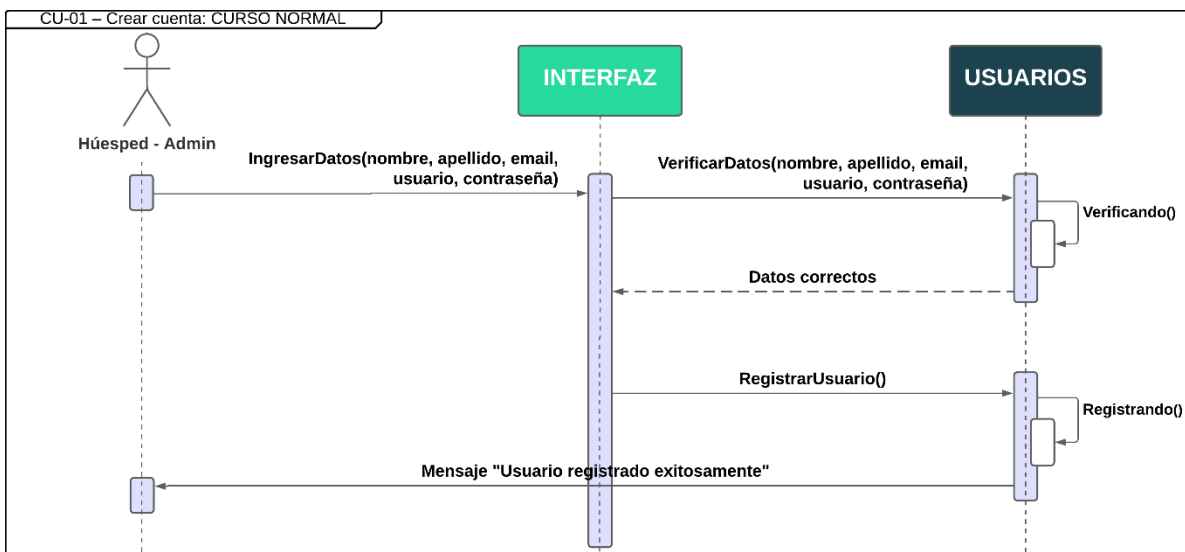 CU-01 – Crear cuenta: CURSO NORMAL
INTERFAZ
USUARIOS
Húesped - Admin
IngresarDatos(nombre, apellido, email,
usuario, contraseña)
VerificarDatos(nombre, apellido, email,
usuario, contraseña)
Verificando()
Datos correctos
RegistrarUsuario()
Registrando()
Mensaje "Usuario registrado exitosamente"